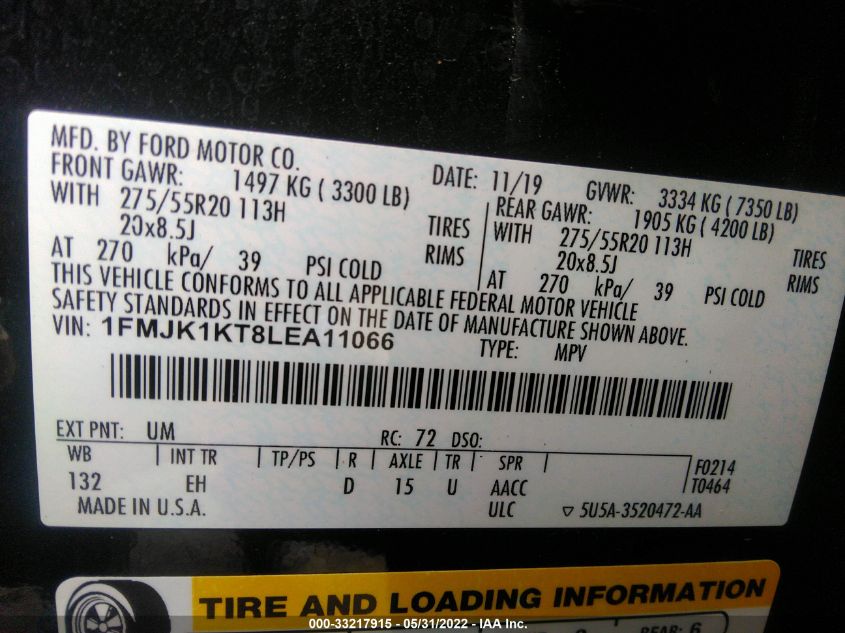 MFD. BY FORD MOTOR CO.
DATE: 11/19 GVWR: 3334 KG ( 7350 LB)
FRONT GAWR: 1497 KG ( 3300 LB)
WITH 275/55R20 113H TIRES
20x8.5J RIMS
AT 270 kPa/ 39 PSI COLD
REAR GAWR: 1905 KG ( 4200 LB)
WITH 275/55R20 113H TIRES
20x8.5J RIMS
AT 270 kPa/ 39 PSI COLD
THIS VEHICLE CONFORMS TO ALL APPLICABLE FEDERAL MOTOR VEHICLE
SAFETY STANDARDS IN EFFECT ON THE DATE OF MANUFACTURE SHOWN ABOVE.
VIN: 1FMJK1KT8LEA11066 TYPE: MPV
EXT PNT: UM RC: 72 DSO:
WB INT TR TP/PS R AXLE TR SPR F0214
132 EH D 15 U AACC T0464
MADE IN U.S.A. ULC ▽ 5U5A-3520472-AA
TIRE AND LOADING INFORMATION
REAR: 6
000-33217915 - 05/31/2022 - IAA Inc.